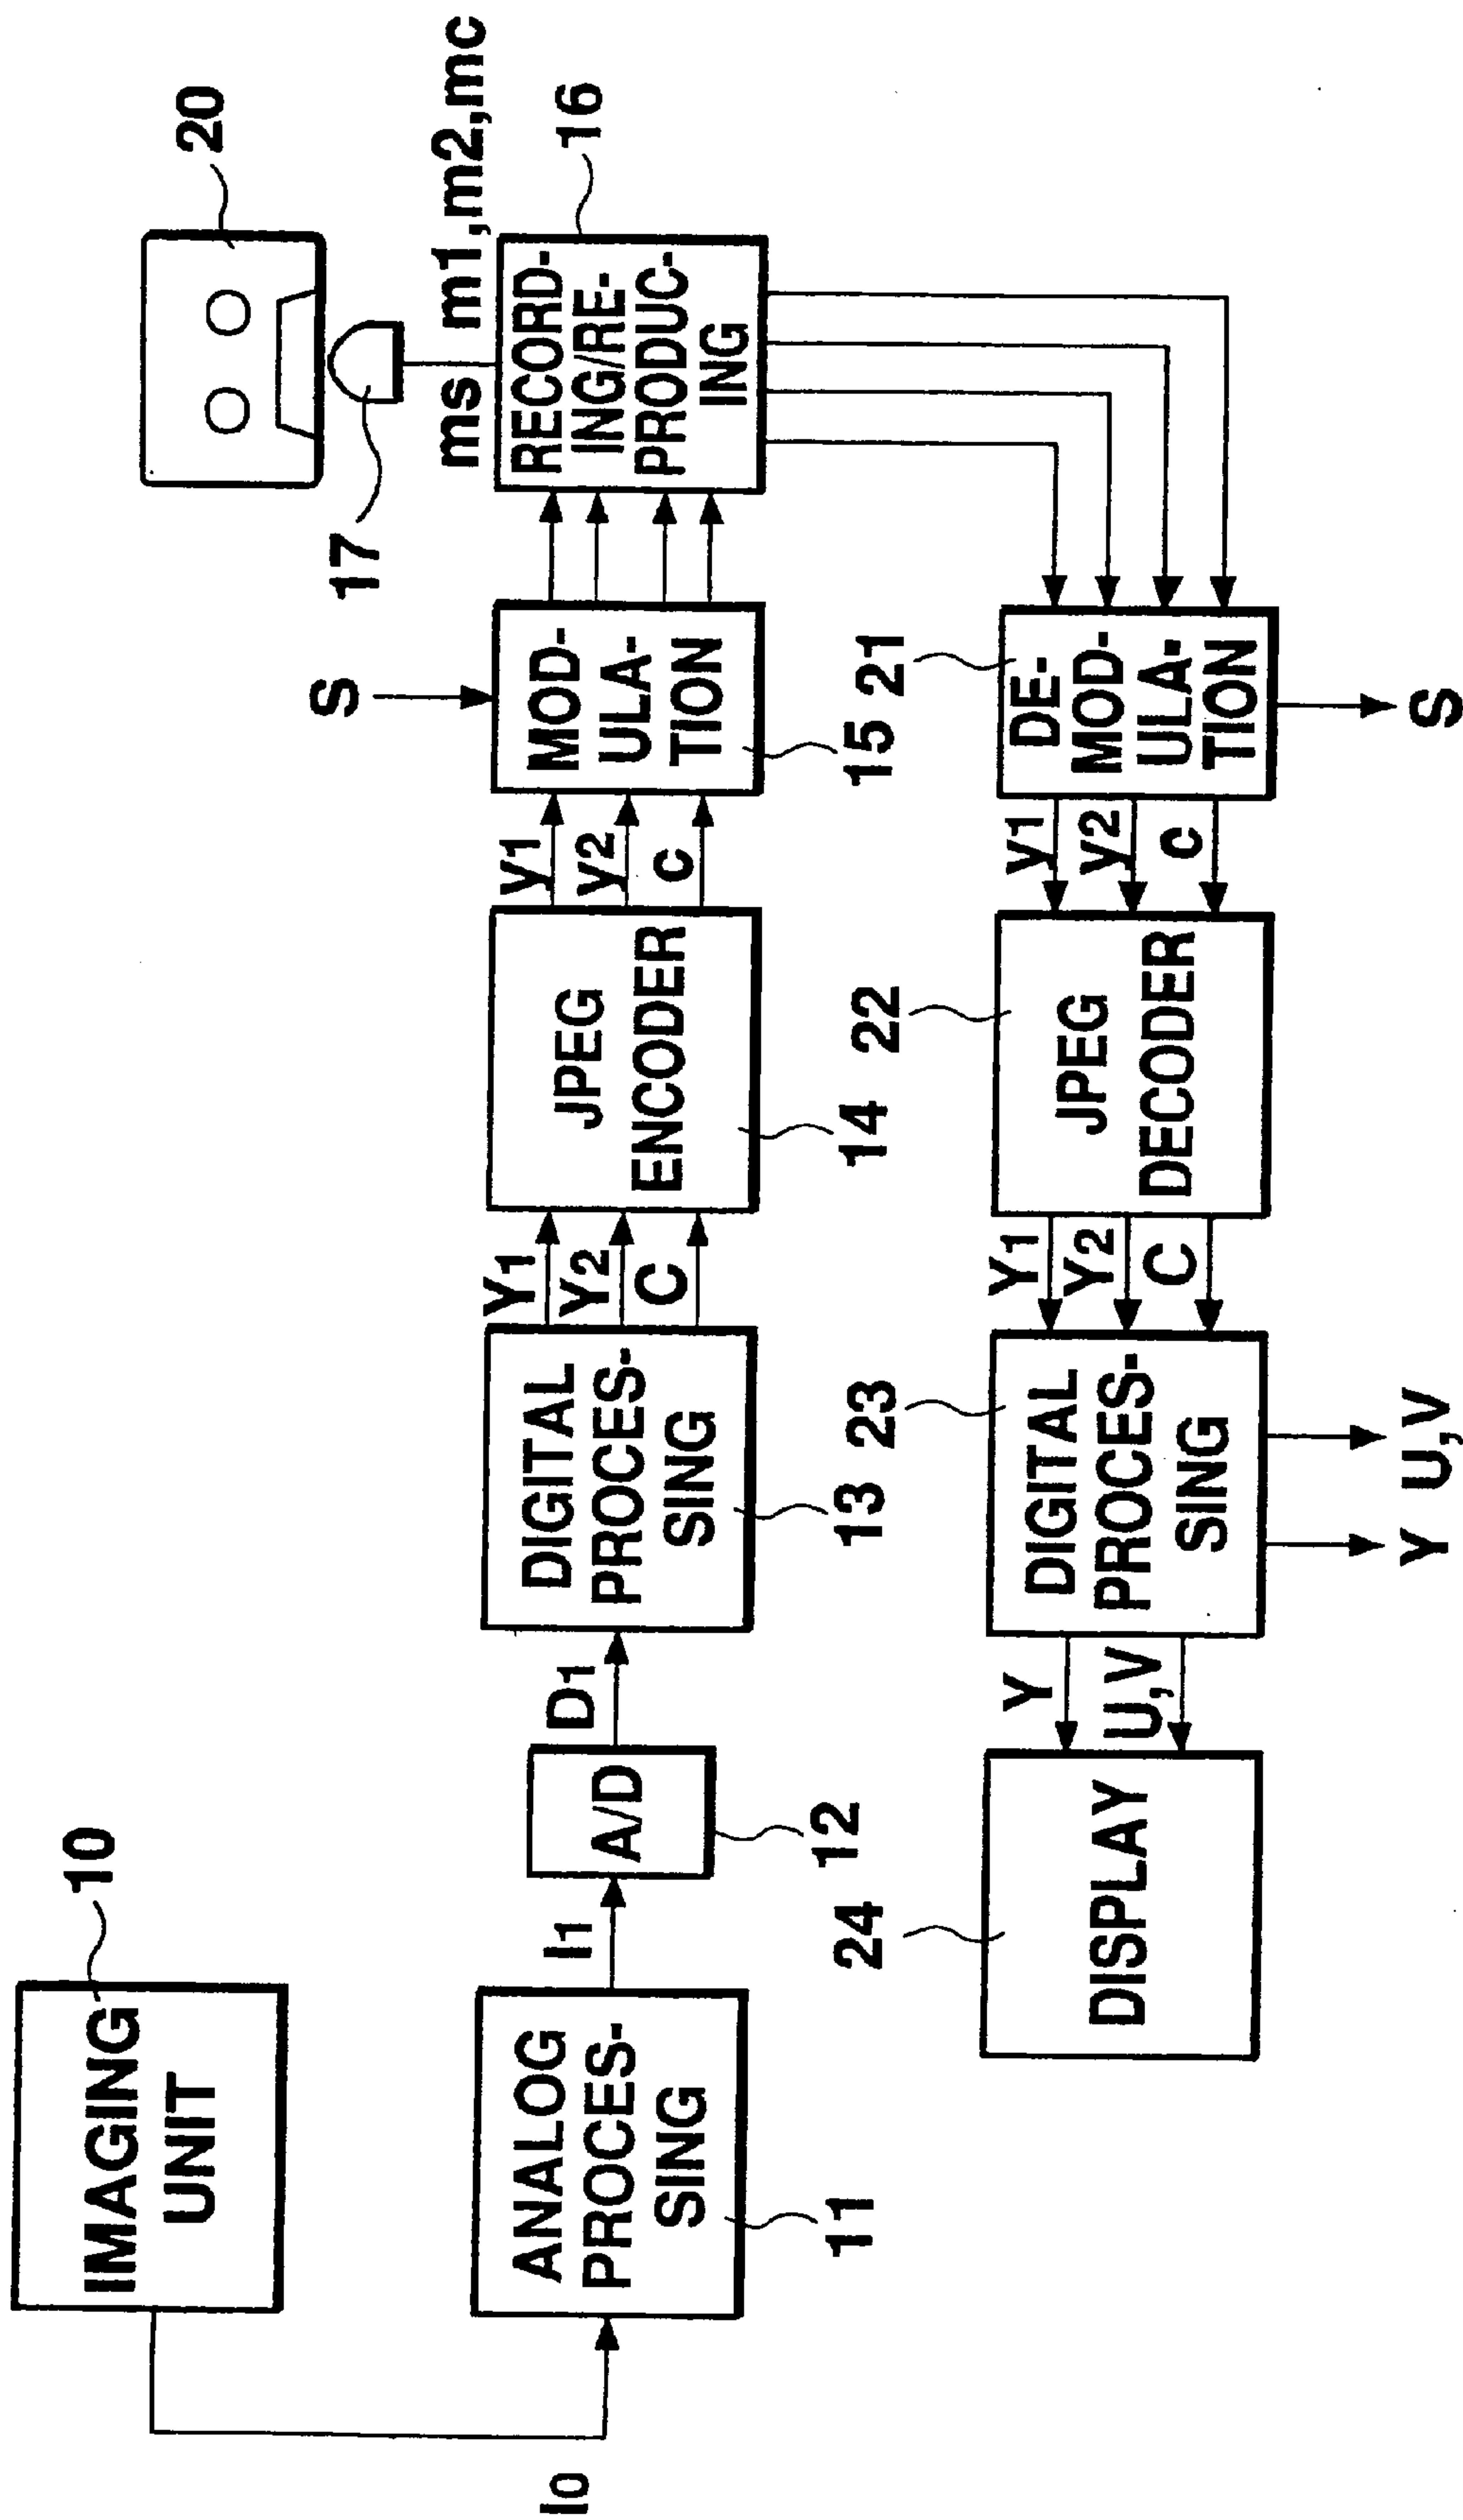 IMAGING
UNIT
10
20
17
ms
m1,m2,mc
Io
ANALOG
PROCES-
SING
11
I1
A/D
12
D1
DIGITAL
PROCES-
SING
13
Y1
Y2
C
JPEG
ENCODER
14
y1
y2
c
S
MOD-
ULA-
TION
15
RECORD-
ING/RE-
PRODUC-
ING
16
DISPLAY
24
Y
U,V
DIGITAL
PROCES-
SING
23
Y
U,V
Y1
Y2
C
JPEG
DECODER
22
y1
y2
c
DE-
MOD-
ULA-
TION
21
S